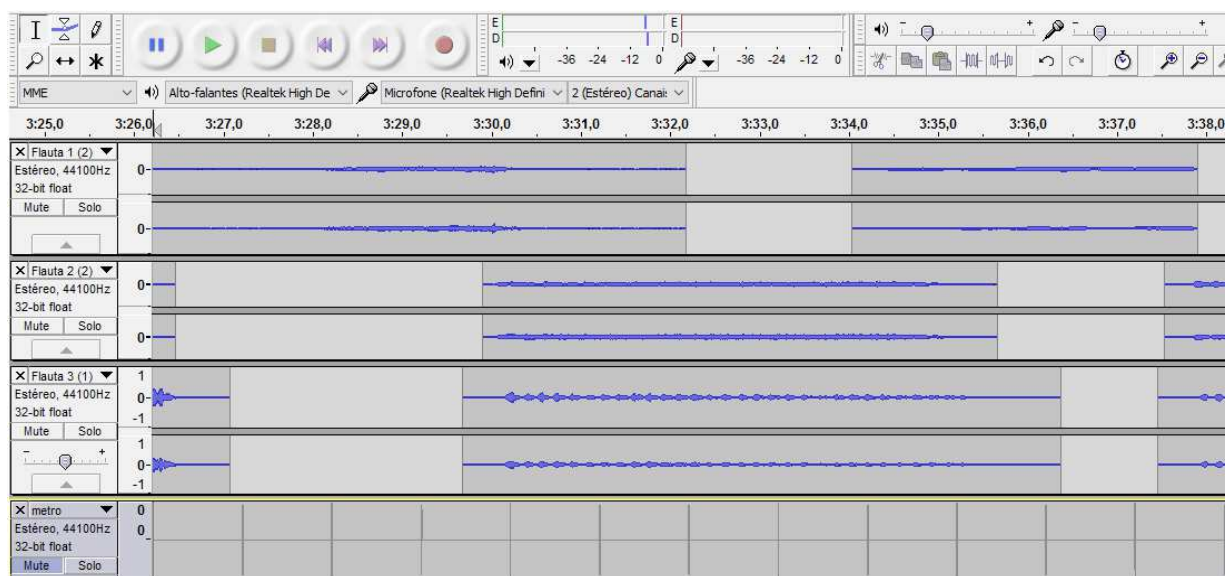 E
D
E
D
-36 -24 -12 0
-36 -24 -12 0
- +
- +
MME
Alto-falantes (Realtek High De
Microfone (Realtek High Defini
2 (Estéreo) Canai:
3:25,0 3:26,0 3:27,0 3:28,0 3:29,0 3:30,0 3:31,0 3:32,0 3:33,0 3:34,0 3:35,0 3:36,0 3:37,0 3:38,0
X Flauta 1 (2)
Estéreo, 44100Hz
32-bit float
Mute Solo
0-
0-
X Flauta 2 (2)
Estéreo, 44100Hz
32-bit float
Mute Solo
0-
0-
X Flauta 3 (1)
Estéreo, 44100Hz
32-bit float
Mute Solo
- +
1
0-
-1
1
0-
-1
X metro
Estéreo, 44100Hz
32-bit float
Mute Solo
0
0